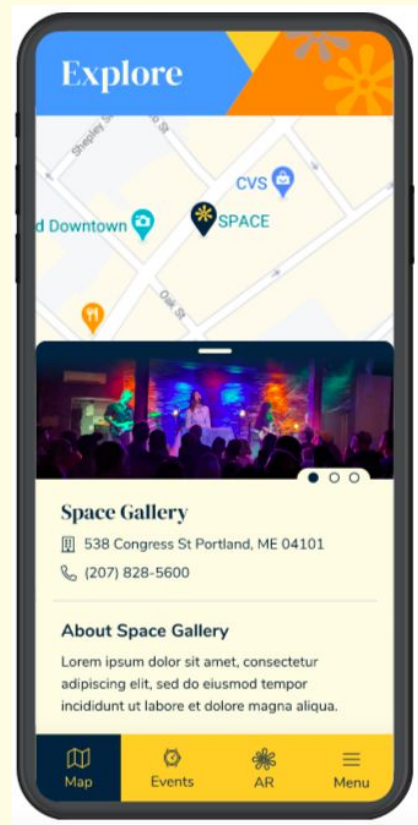 Explore
Shepley St
o St
CVS
d Downtown
SPACE
Oak St
Space Gallery
538 Congress St Portland, ME 04101
(207) 828-5600
About Space Gallery
Lorem ipsum dolor sit amet, consectetur
adipiscing elit, sed do eiusmod tempor
incididunt ut labore et dolore magna aliqua.
Map
Events
AR
Menu